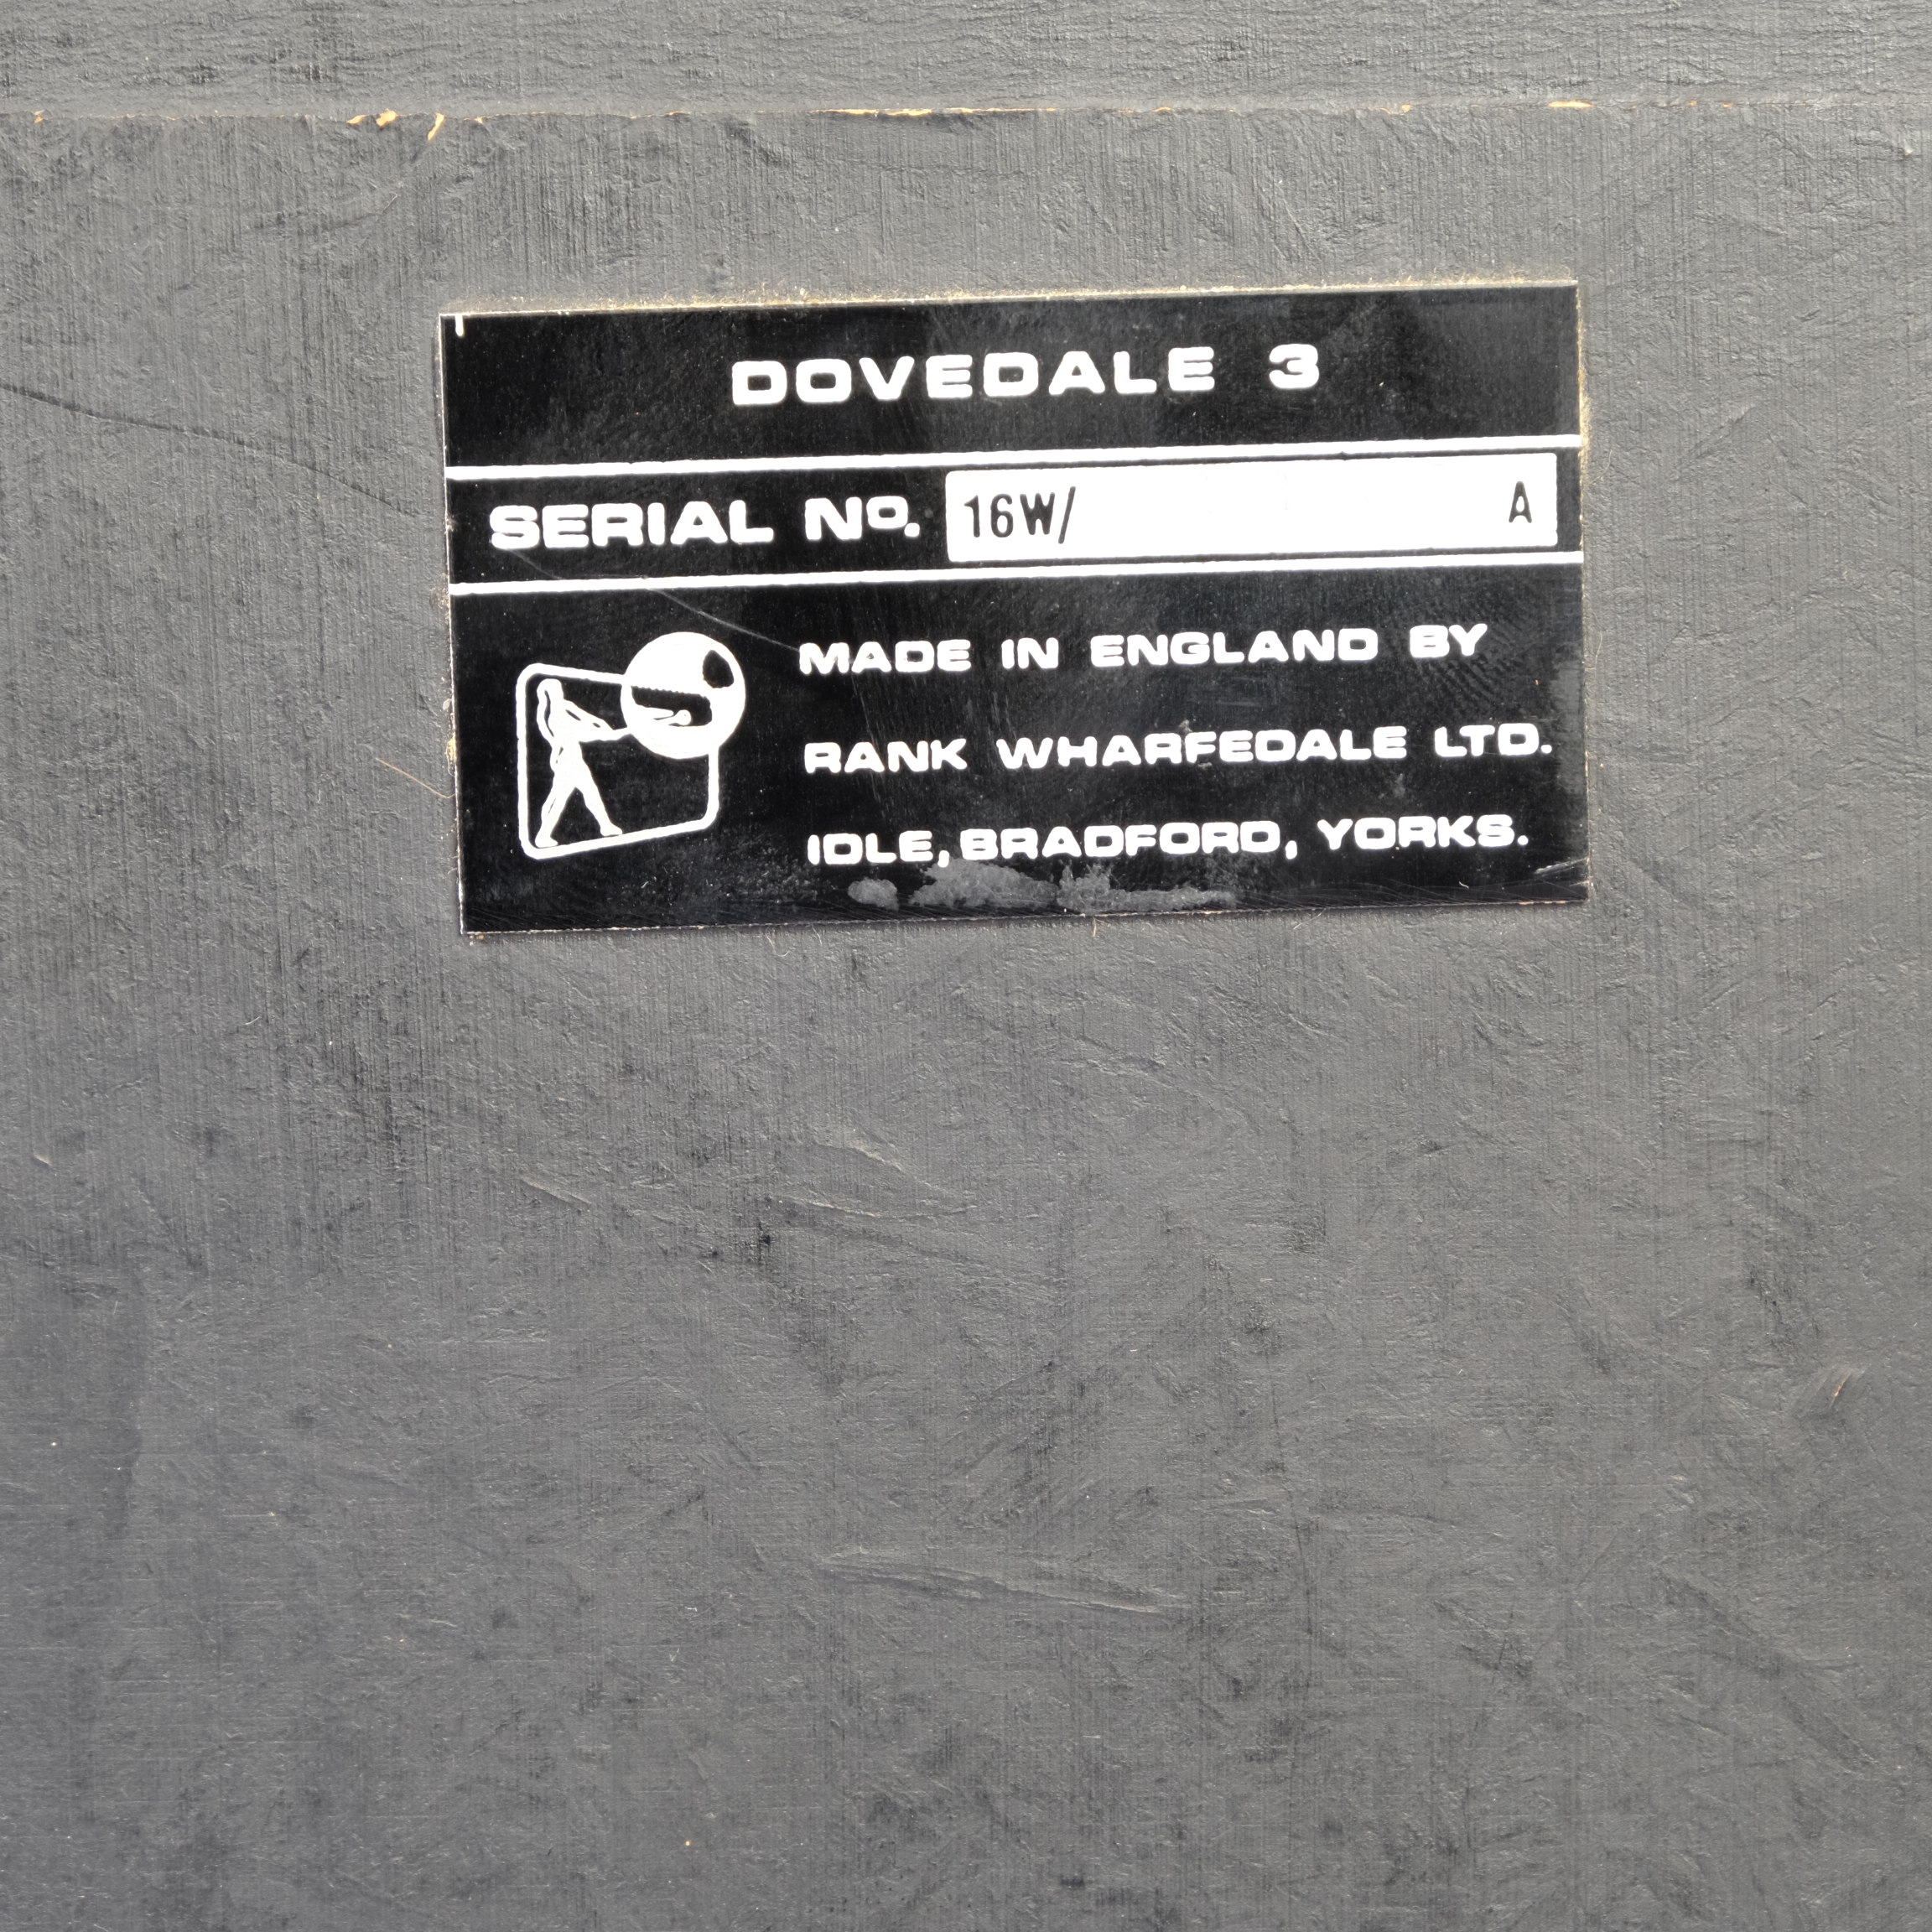 DOVEDALE 3
SERIAL No. 16W/ A
MADE IN ENGLAND BY
RANK WHARFEDALE LTD.
IDLE, BRADFORD, YORKS.